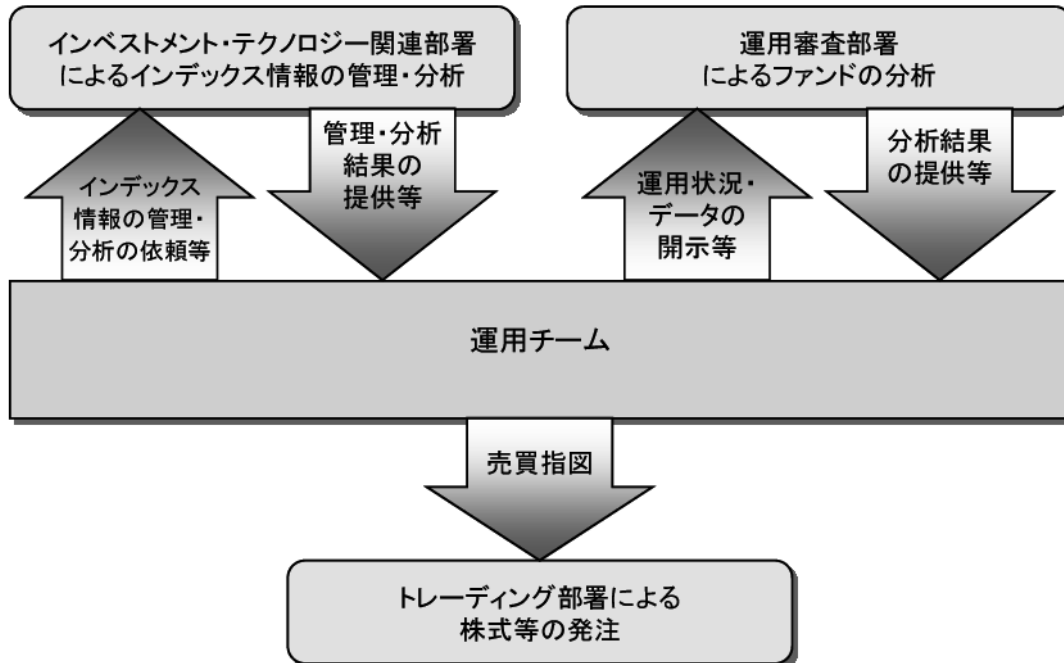 インベストメント・テクノロジー関連部署
によるインデックス情報の管理・分析
運用審査部署
によるファンドの分析
インデックス
情報の管理・
分析の依頼等
管理・分析
結果の
提供等
運用状況・
データの
開示等
分析結果
の提供等
運用チーム
売買指図
トレーディング部署による
株式等の発注